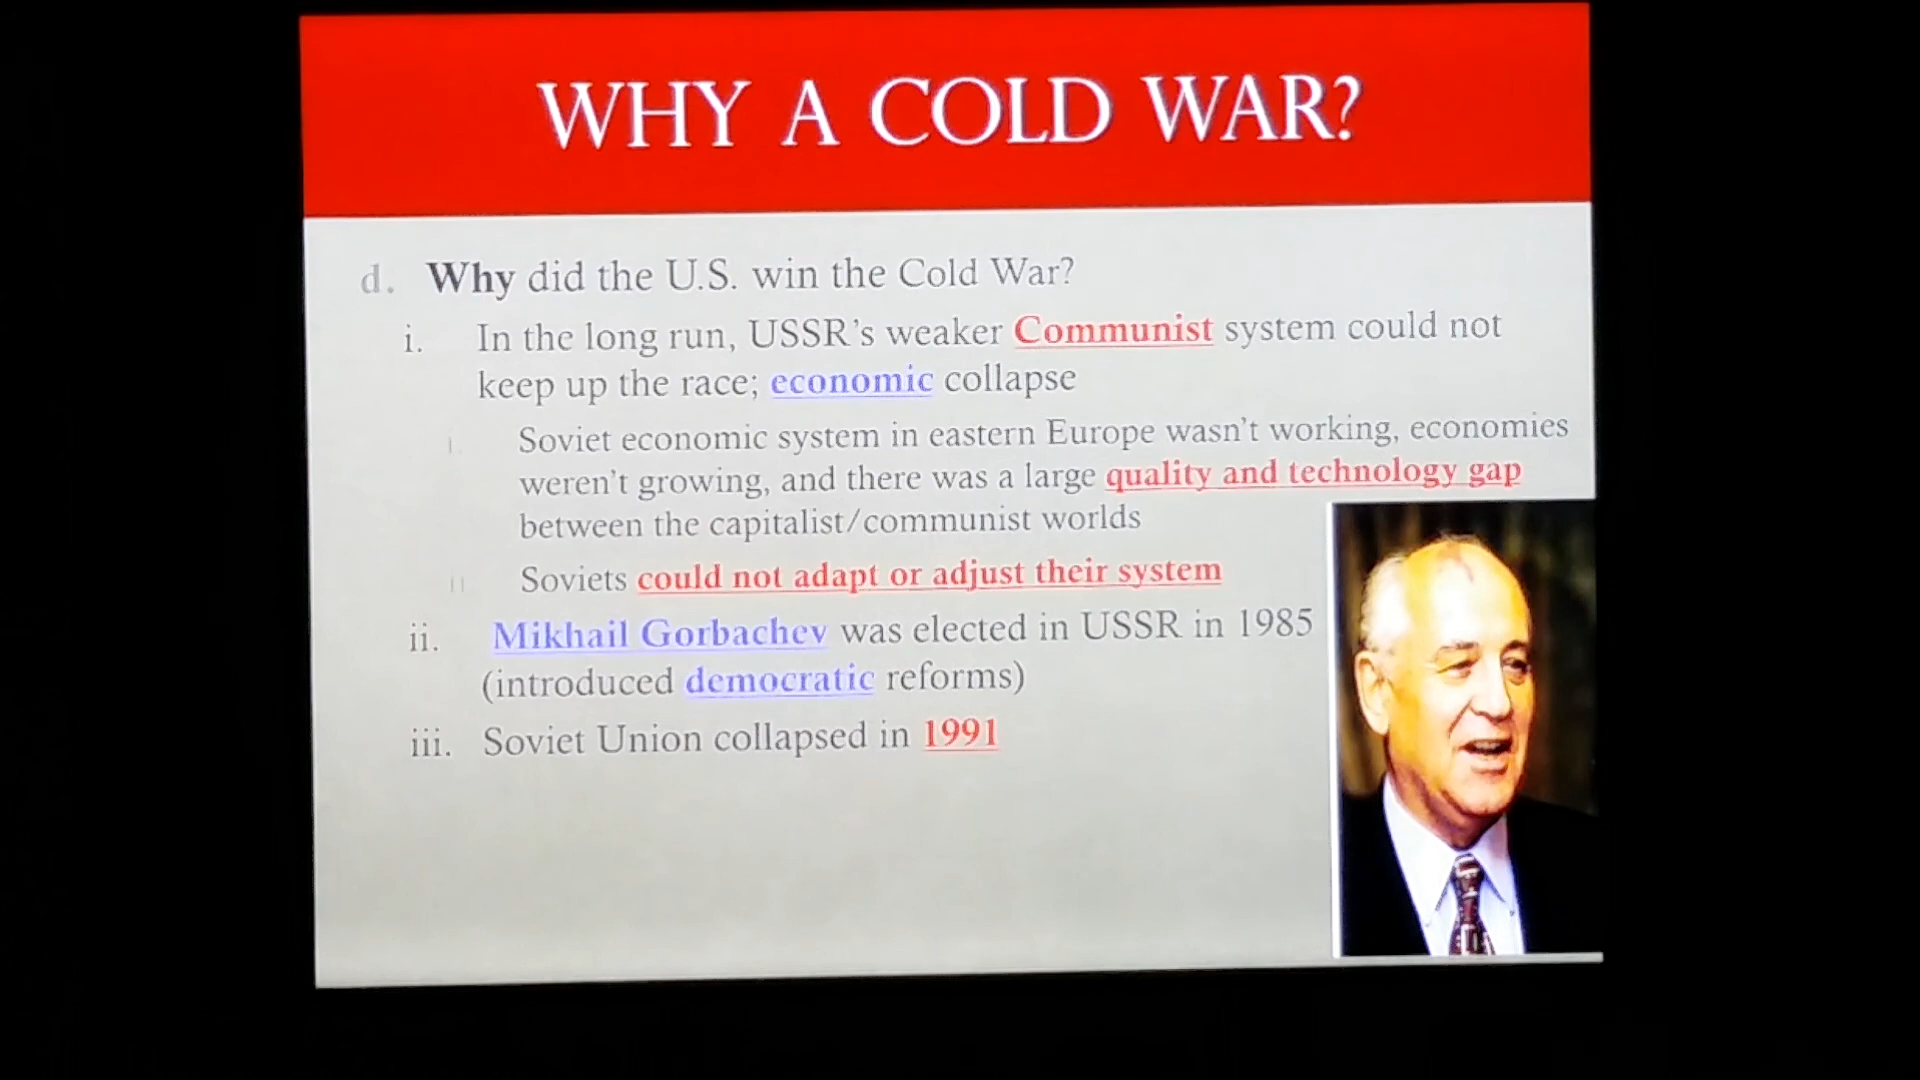 WHY A COLD WAR?
d. Why did the U.S. win the Cold War?
i. In the long run, USSR's weaker Communist system could not
keep up the race; economic collapse
i. Soviet economic system in eastern Europe wasn't working, economies
weren't growing, and there was a large quality and technology gap
between the capitalist/communist worlds
ii Soviets could not adapt or adjust their system
ii. Mikhail Gorbachev was elected in USSR in 1985
(introduced democratic reforms)
iii. Soviet Union collapsed in 1991